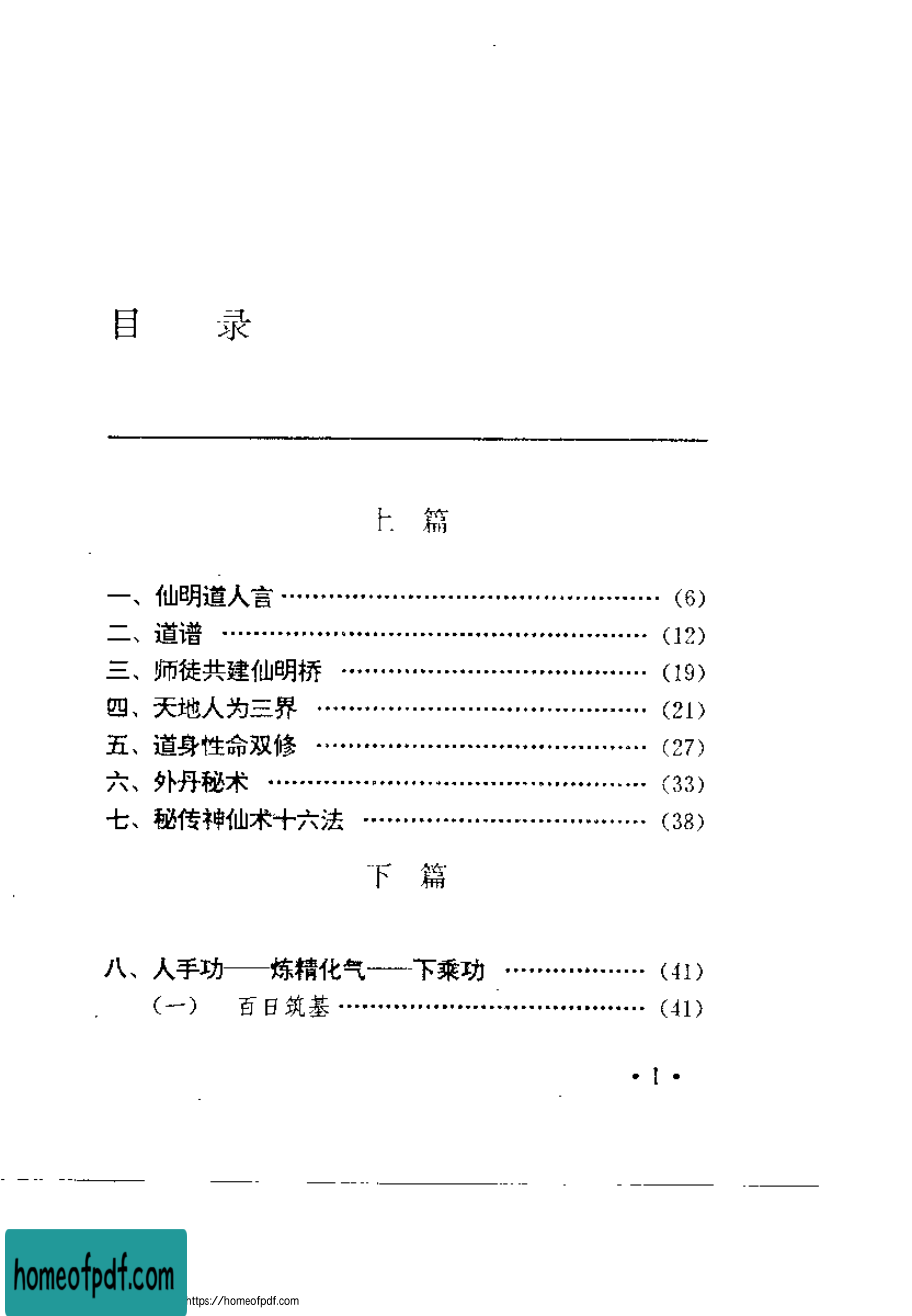 目 录
上 篇
一、仙明道人言 ················································ (6)
二、道谱 ······················································ (12)
三、师徒共建仙明桥 ······································· (19)
四、天地人为三界 ·········································· (21)
五、道身性命双修 ·········································· (27)
六、外丹秘术 ················································ (33)
七、秘传神仙术十六法 ···································· (38)
下 篇
八、人手功——炼精化气——下乘功 ·················· (41)
(一) 百日筑基 ······································· (41)
• 1 •
homeofpdf.com
https://homeofpdf.com